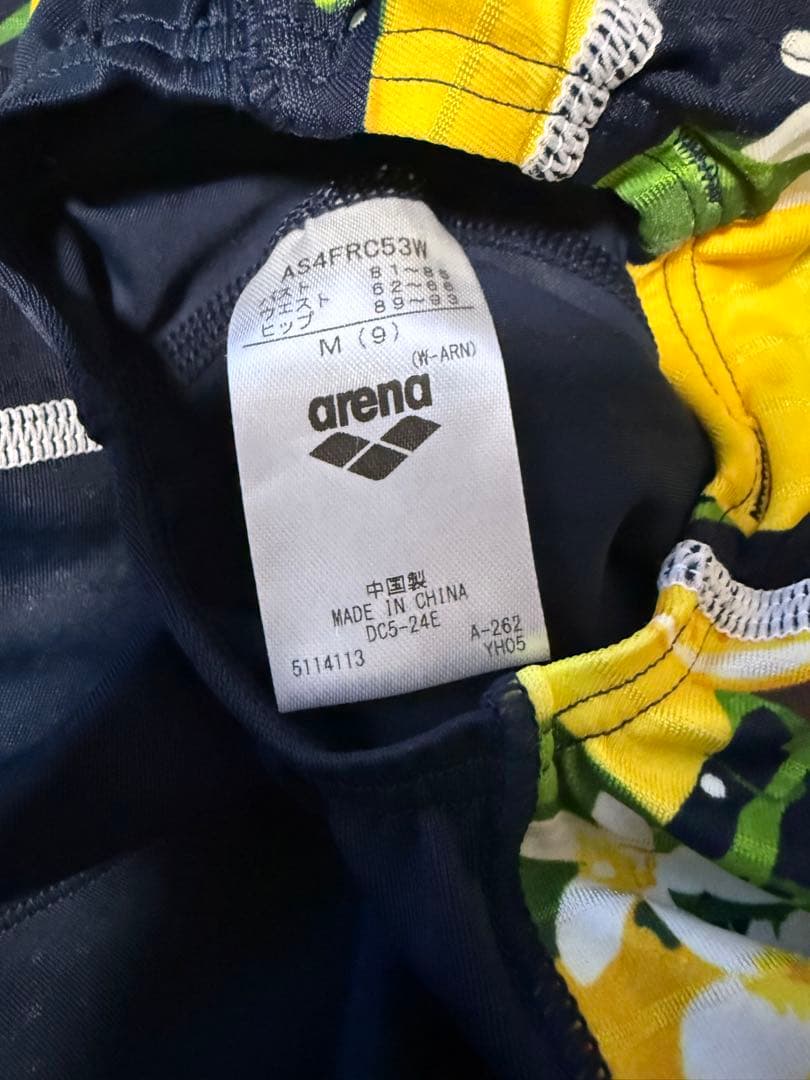 AS4FRC53W
バスト 81～86
ウエスト 62～66
ヒップ 89～93
M (9)
(W-ARN)
arena
中国製
MADE IN CHINA
DC5-24E
A-262
5114113
YH05